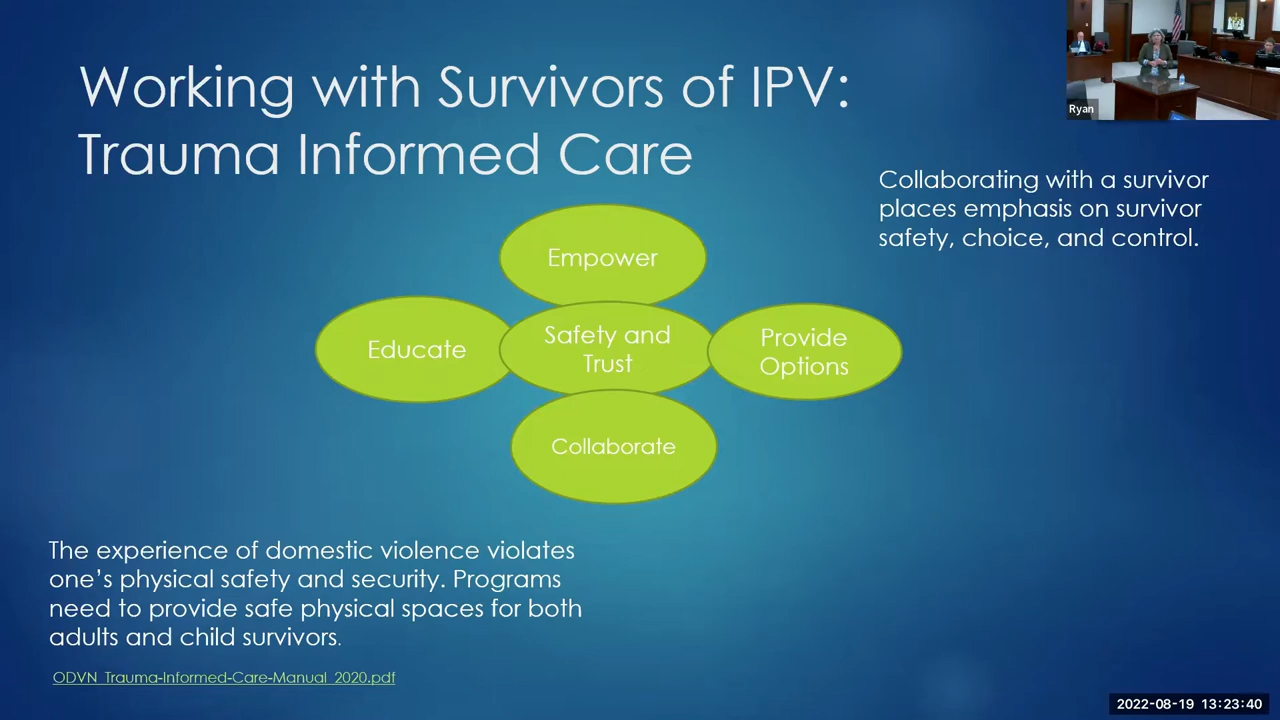 Working with Survivors of IPV:
Trauma Informed Care
Ryan
Collaborating with a survivor
places emphasis on survivor
safety, choice, and control.
Empower
Educate
Safety and
Trust
Provide
Options
Collaborate
The experience of domestic violence violates
one’s physical safety and security. Programs
need to provide safe physical spaces for both
adults and child survivors.
ODVN_Trauma-Informed-Care-Manual_2020.pdf
2022-08-19 13:23:40